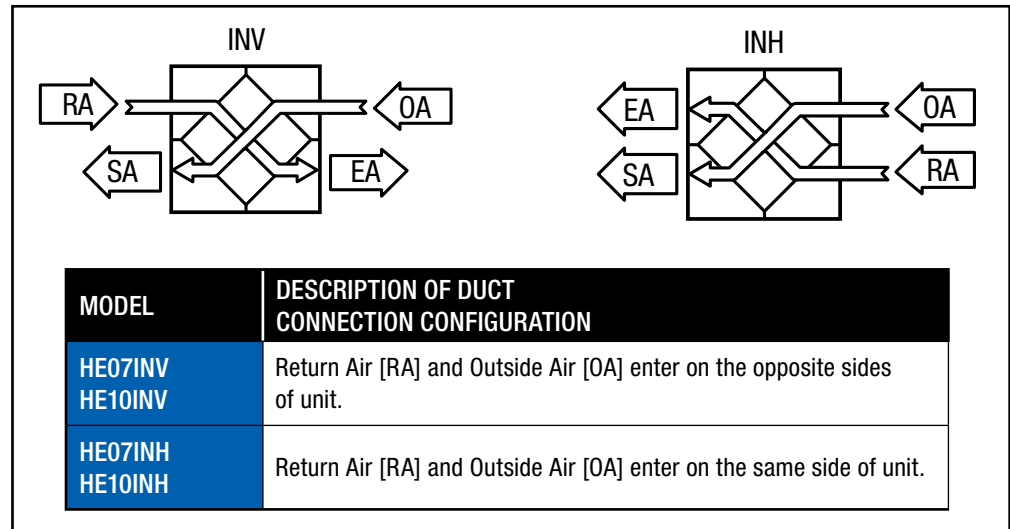 INV
INH
RA
OA
SA
EA
EA
OA
SA
RA
MODEL
DESCRIPTION OF DUCT
CONNECTION CONFIGURATION
HE07INV
HE10INV
Return Air [RA] and Outside Air [OA] enter on the opposite sides
of unit.
HE07INH
HE10INH
Return Air [RA] and Outside Air [OA] enter on the same side of unit.